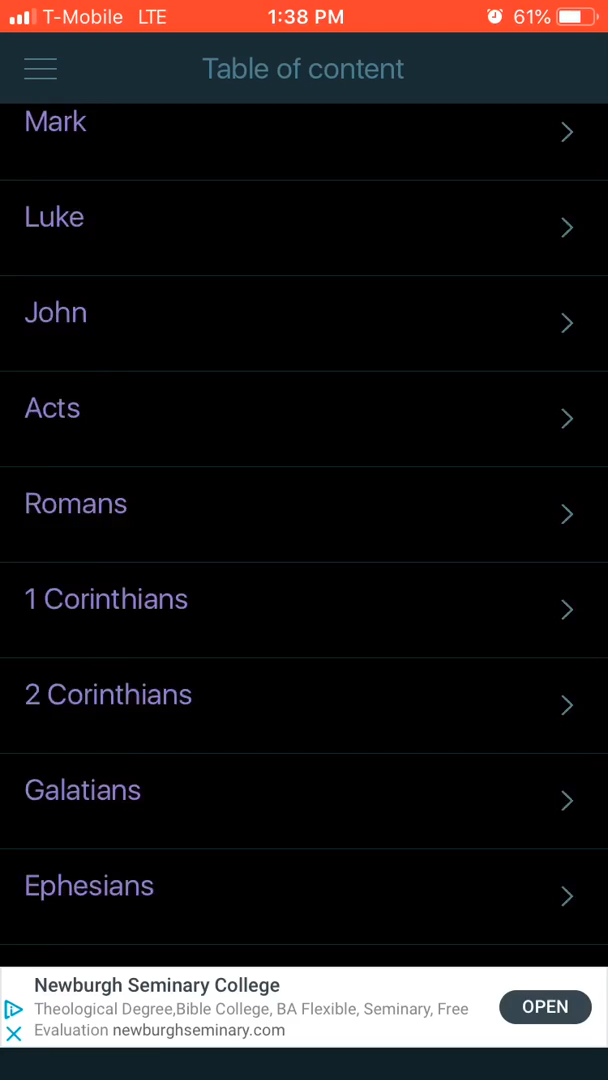 T-Mobile LTE 1:38 PM 61%
Table of content
Mark
Luke
John
Acts
Romans
1 Corinthians
2 Corinthians
Galatians
Ephesians
Newburgh Seminary College
Theological Degree,Bible College, BA Flexible, Seminary, Free
Evaluation newburghseminary.com
OPEN